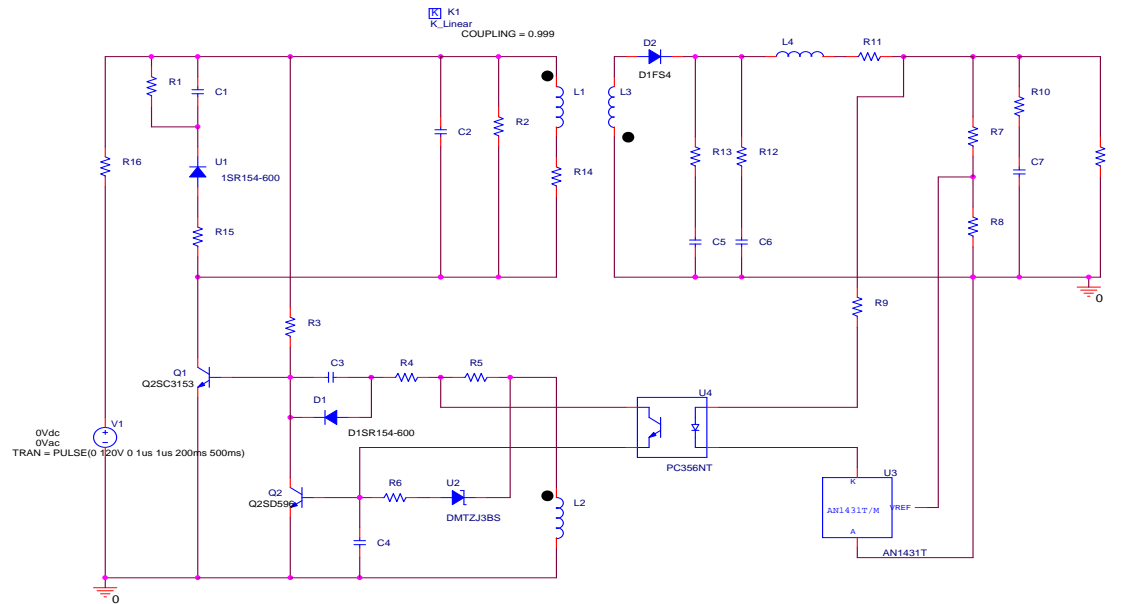 K K1
K_Linear
COUPLING = 0.999
D2
D1FS4
L4
R11
R1
C1
C2
R2
L1
L3
R10
R7
R16
U1
1SR154-600
R14
R13
R12
C7
R15
C5
C6
R8
0
R3
R9
Q1
Q2SC3153
C3
R4
R5
D1
D1SR154-600
U4
PC356NT
V1
0Vdc
0Vac
TRAN = PULSE(0 120V 0 1us 1us 200ms 500ms)
+
-
Q2
Q2SD596
R6
U2
DMTZJ3BS
L2
C4
U3
K
AN1431T/M
VREF
A
AN1431T
0